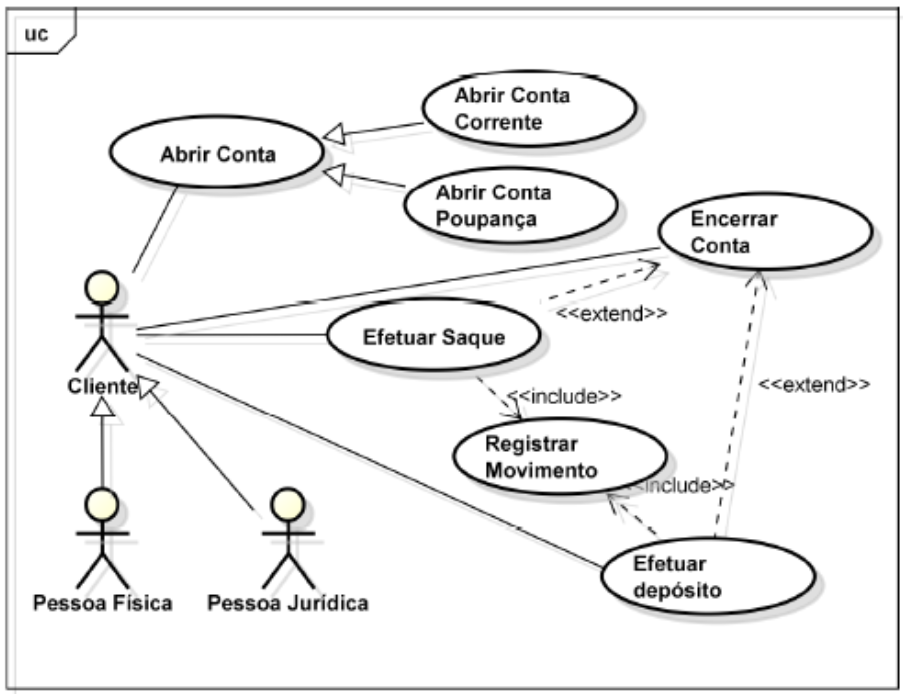 uc
Abrir Conta
Corrente
Abrir Conta
Abrir Conta
Poupança
Encerrar
Conta
<<extend>>
Efetuar Saque
<<extend>>
Cliente
<<include>>
Registrar
Movimento
<<include>>
Efetuar
depósito
Pessoa Física
Pessoa Jurídica